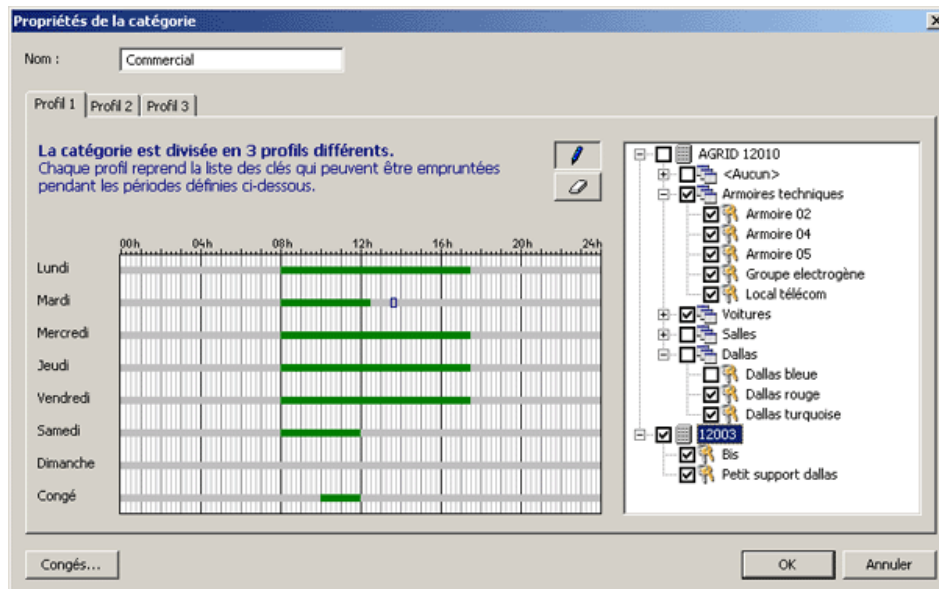 Propriétés de la catégorie
Nom :
Commercial
Profil 1
Profil 2
Profil 3
La catégorie est divisée en 3 profils différents.
Chaque profil reprend la liste des clés qui peuvent être empruntées
pendant les périodes définies ci-dessous.
00h 04h 08h 12h 16h 20h 24h
Lundi
Mardi
Mercredi
Jeudi
Vendredi
Samedi
Dimanche
Congé
AGRID 12010
<Aucun>
Armoires techniques
Armoire 02
Armoire 04
Armoire 05
Groupe electrogène
Local télécom
Voitures
Salles
Dallas
Dallas bleue
Dallas rouge
Dallas turquoise
12003
Bis
Petit support dallas
Congés...
OK
Annuler